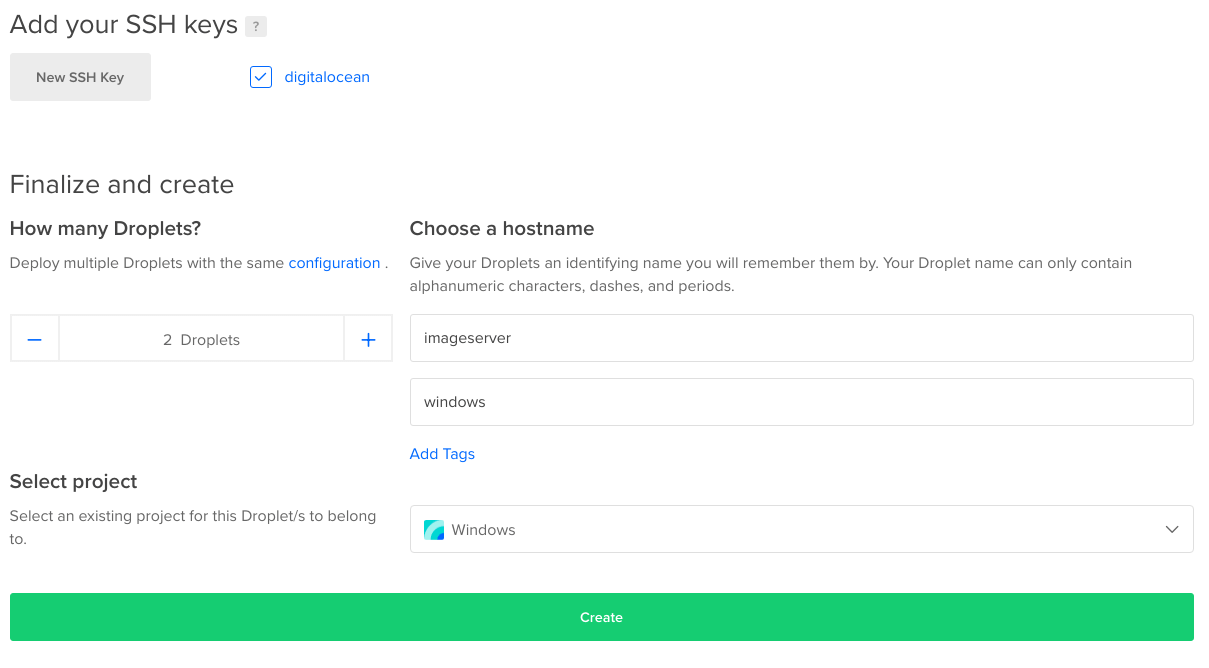 Add your SSH keys ?
New SSH Key
digitalocean
Finalize and create
How many Droplets?
Deploy multiple Droplets with the same configuration .
2 Droplets
Choose a hostname
Give your Droplets an identifying name you will remember them by. Your Droplet name can only contain
alphanumeric characters, dashes, and periods.
imageserver
windows
Add Tags
Select project
Select an existing project for this Droplet/s to belong
to.
Windows
Create